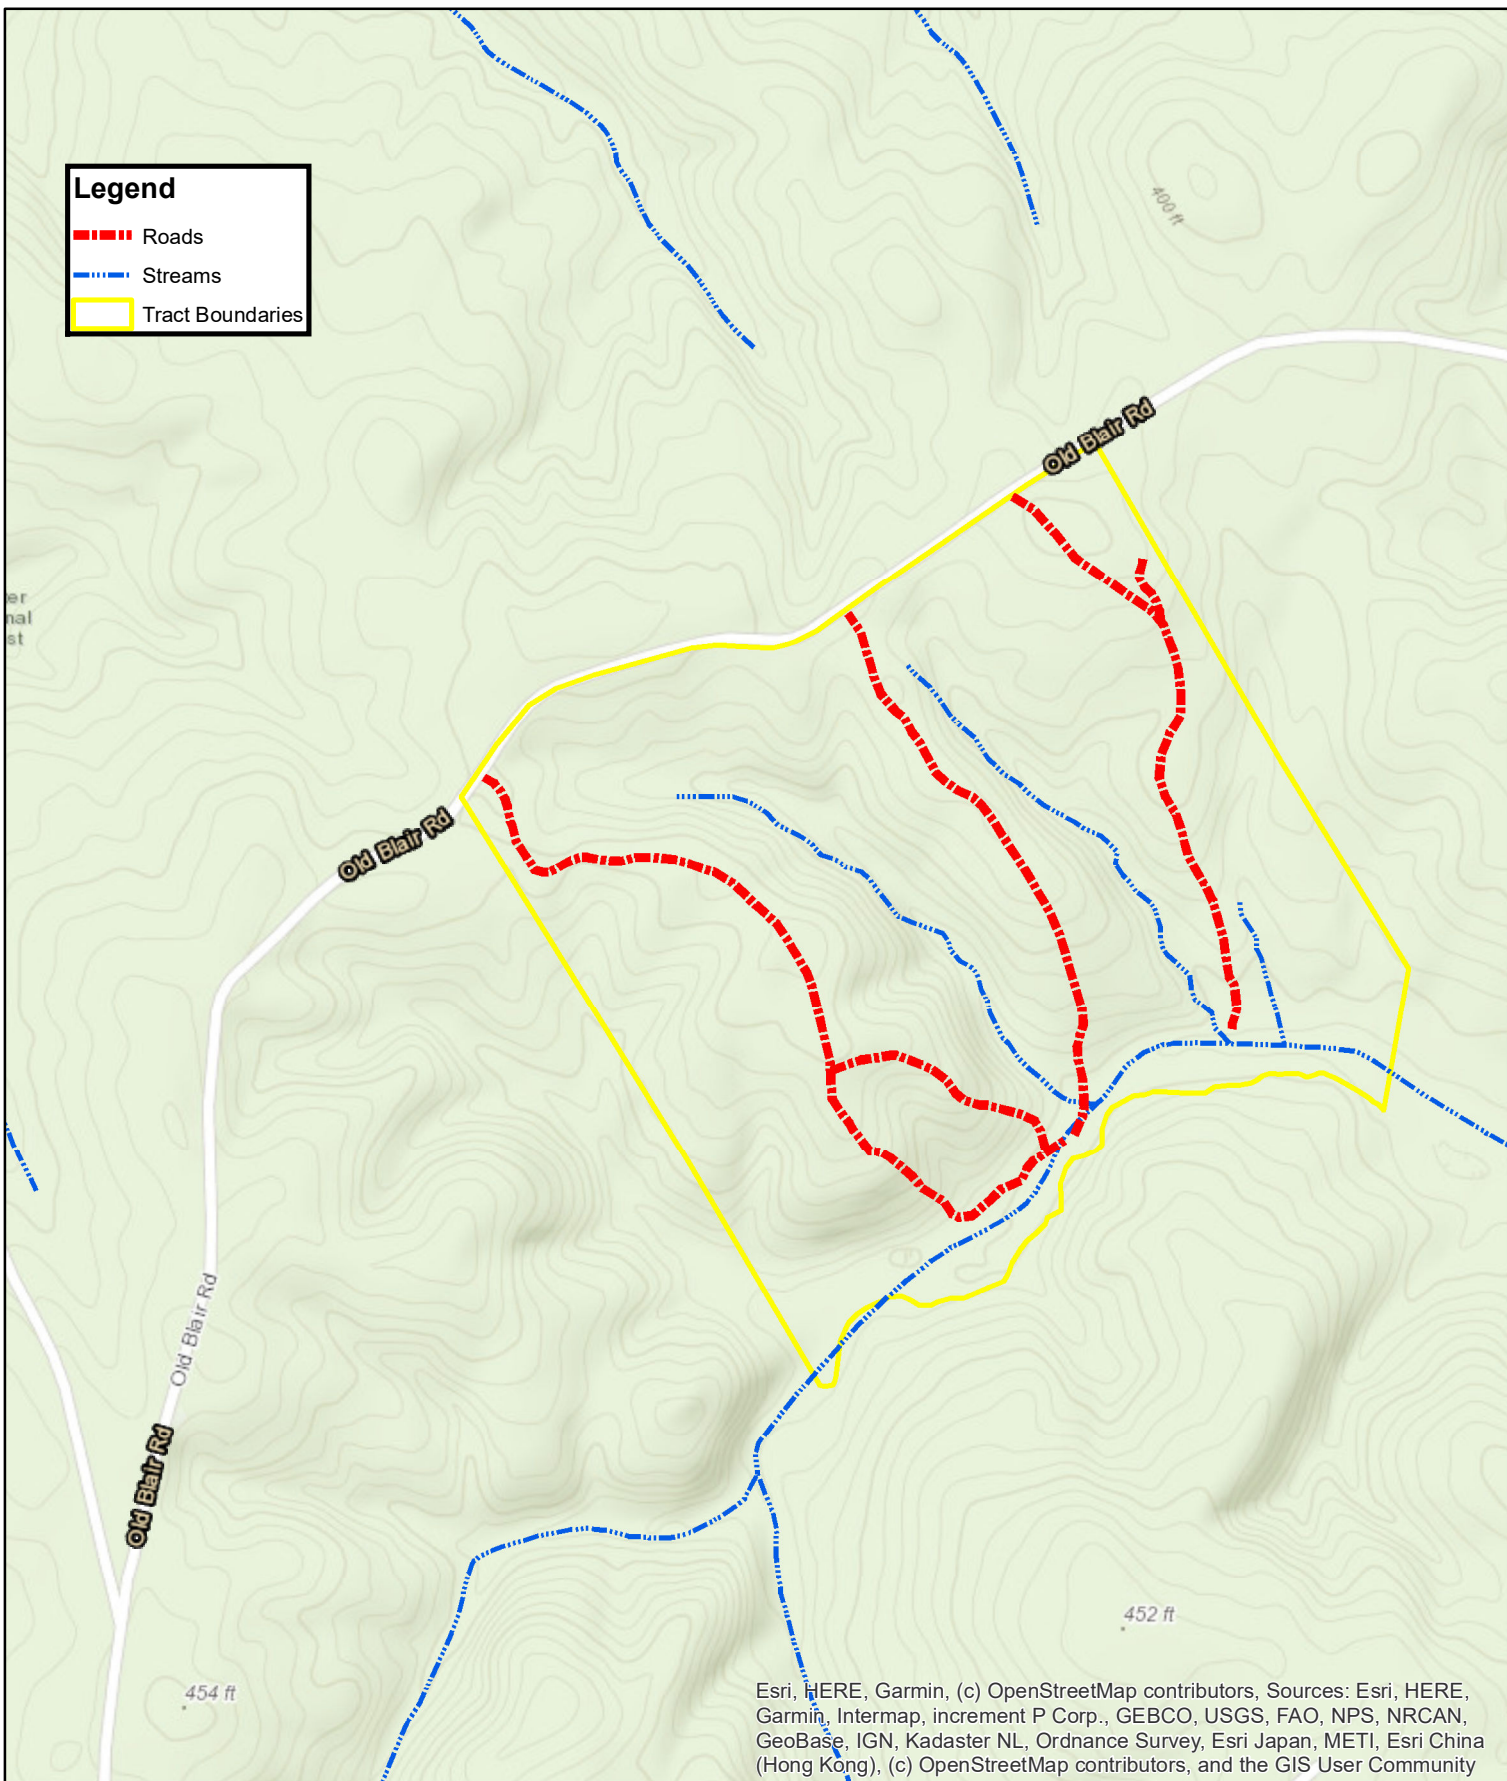 400 ft
Legend
Roads
Streams
Tract Boundaries
Old Blair Rd
er
nal
st
Old Blair Rd
Old Blair Rd
Old Blair Rd
452 ft
454 ft
Esri, HERE, Garmin, (c) OpenStreetMap contributors, Sources: Esri, HERE,
Garmin, Intermap, increment P Corp., GEBCO, USGS, FAO, NPS, NRCAN,
GeoBase, IGN, Kadaster NL, Ordnance Survey, Esri Japan, METI, Esri China
(Hong Kong), (c) OpenStreetMap contributors, and the GIS User Community